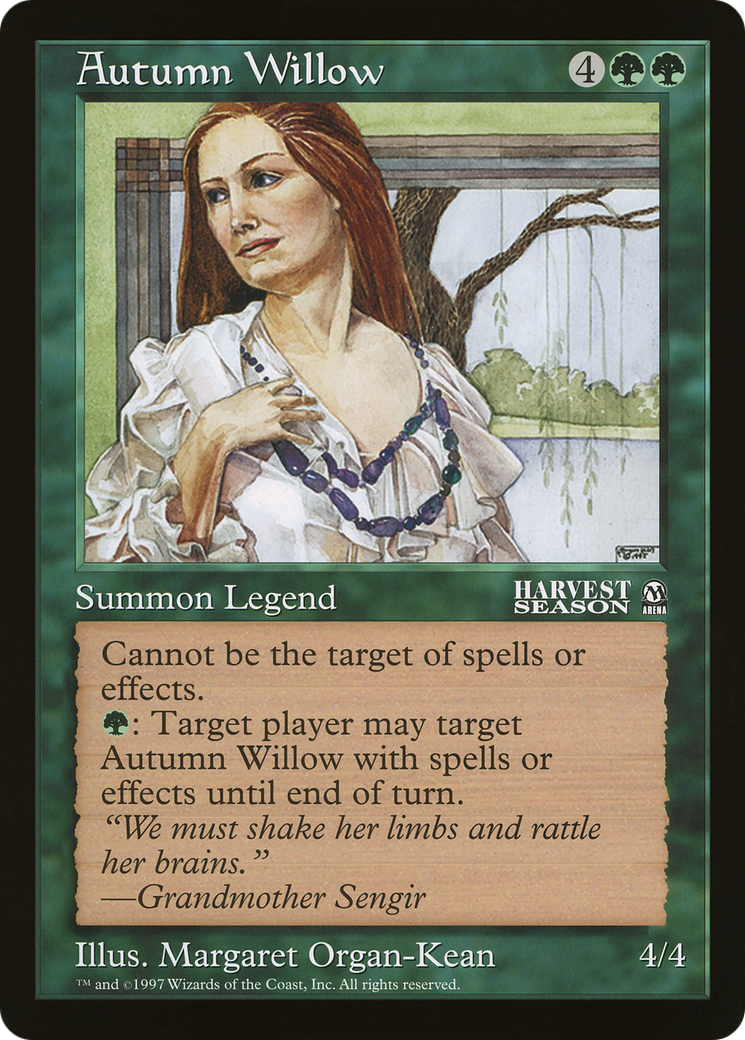 Autumn Willow 4
Summon Legend HARVEST SEASON ARENA
Cannot be the target of spells or
effects.
: Target player may target
Autumn Willow with spells or
effects until end of turn.
“We must shake her limbs and rattle
her brains.”
—Grandmother Sengir
Illus. Margaret Organ-Kean 4/4
™ and ©1997 Wizards of the Coast, Inc. All rights reserved.